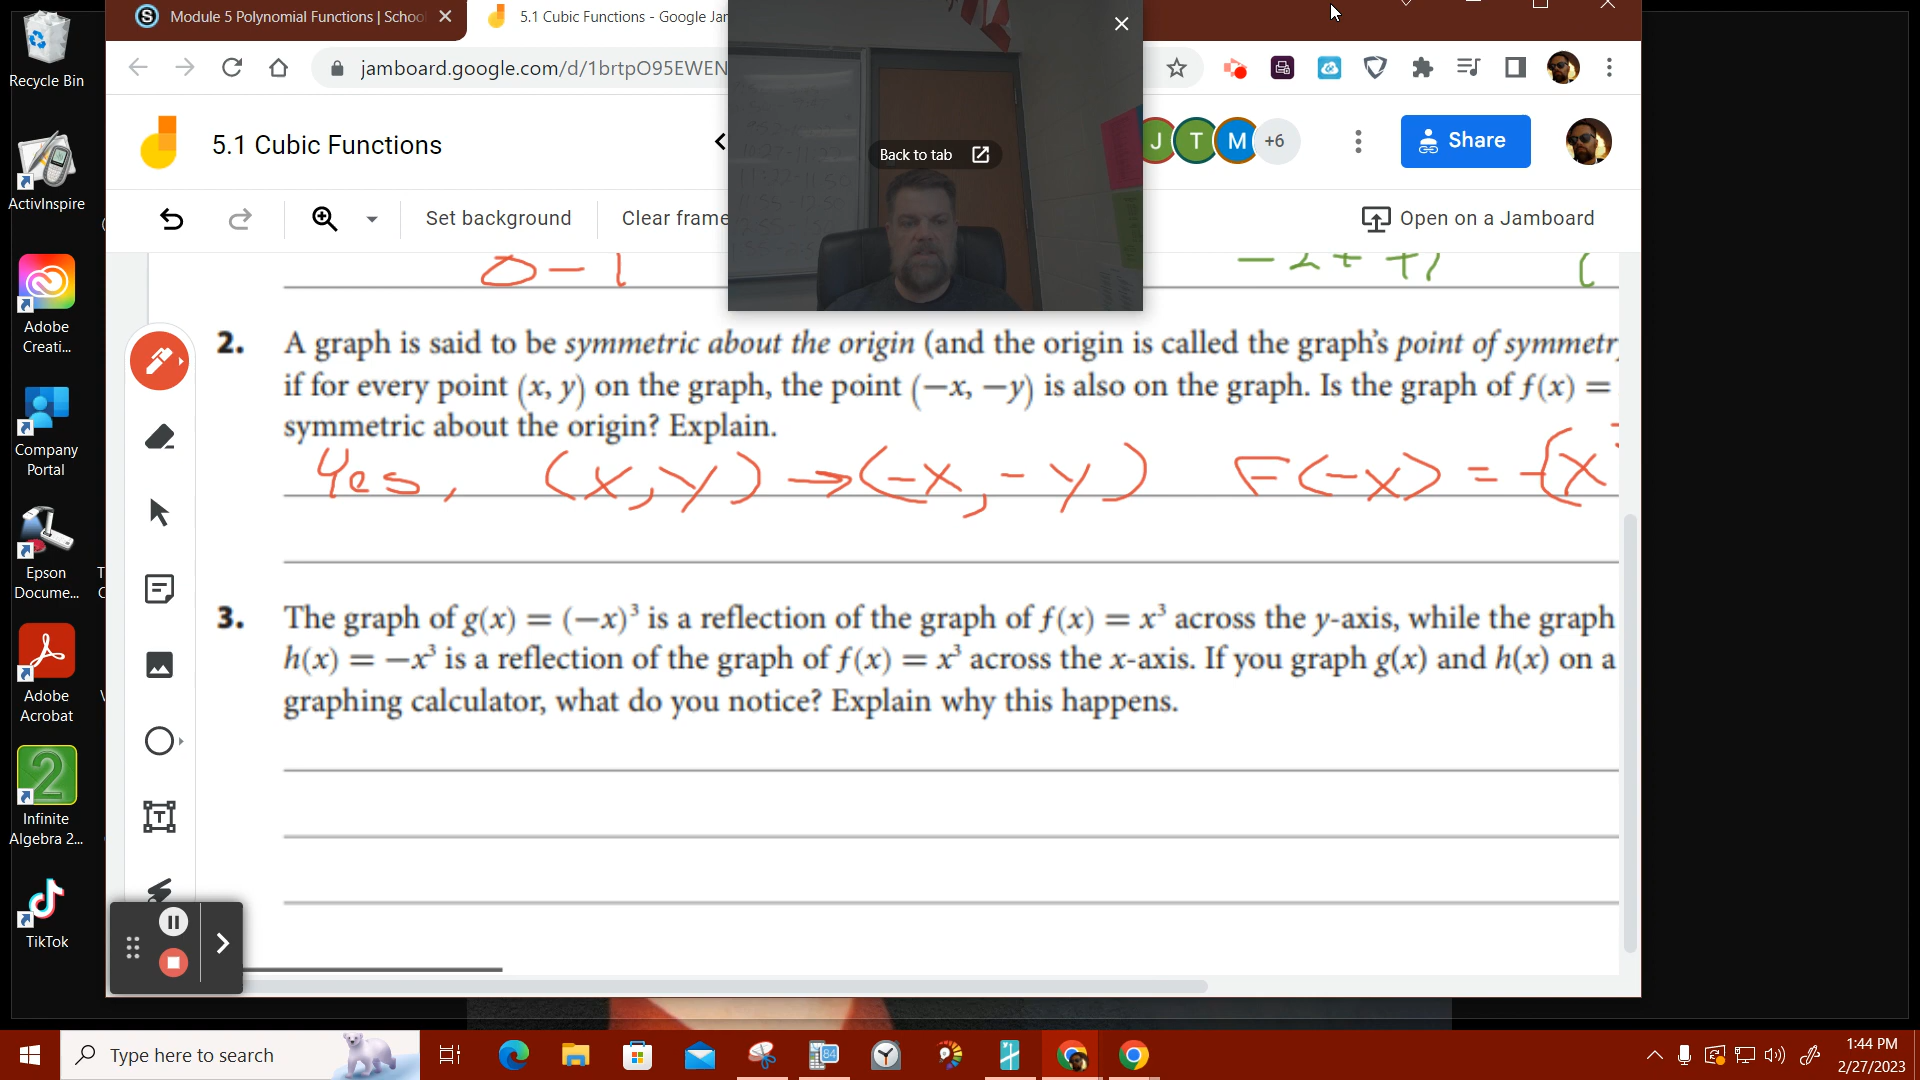 Recycle Bin
ActivInspire
Adobe
Creati...
Company
Portal
Epson
Docume...
Adobe
Acrobat
Infinite
Algebra 2...
TikTok
Module 5 Polynomial Functions | Schoo
5.1 Cubic Functions - Google Jar
jamboard.google.com/d/1brtpO95EWEN
5.1 Cubic Functions
Back to tab
J T M +6
Share
Set background
Clear frame
Open on a Jamboard
0 - 1
2. A graph is said to be symmetric about the origin (and the origin is called the graph's point of symmetr
if for every point (x, y) on the graph, the point (−x, −y) is also on the graph. Is the graph of f(x) =
symmetric about the origin? Explain.
Yes, (x, y) → (-x, -y) F(-x) = -(x
3. The graph of g(x) = (−x)³ is a reflection of the graph of f(x) = x³ across the y-axis, while the graph
h(x) = −x³ is a reflection of the graph of f(x) = x³ across the x-axis. If you graph g(x) and h(x) on a
graphing calculator, what do you notice? Explain why this happens.
Type here to search
1:44 PM
2/27/2023